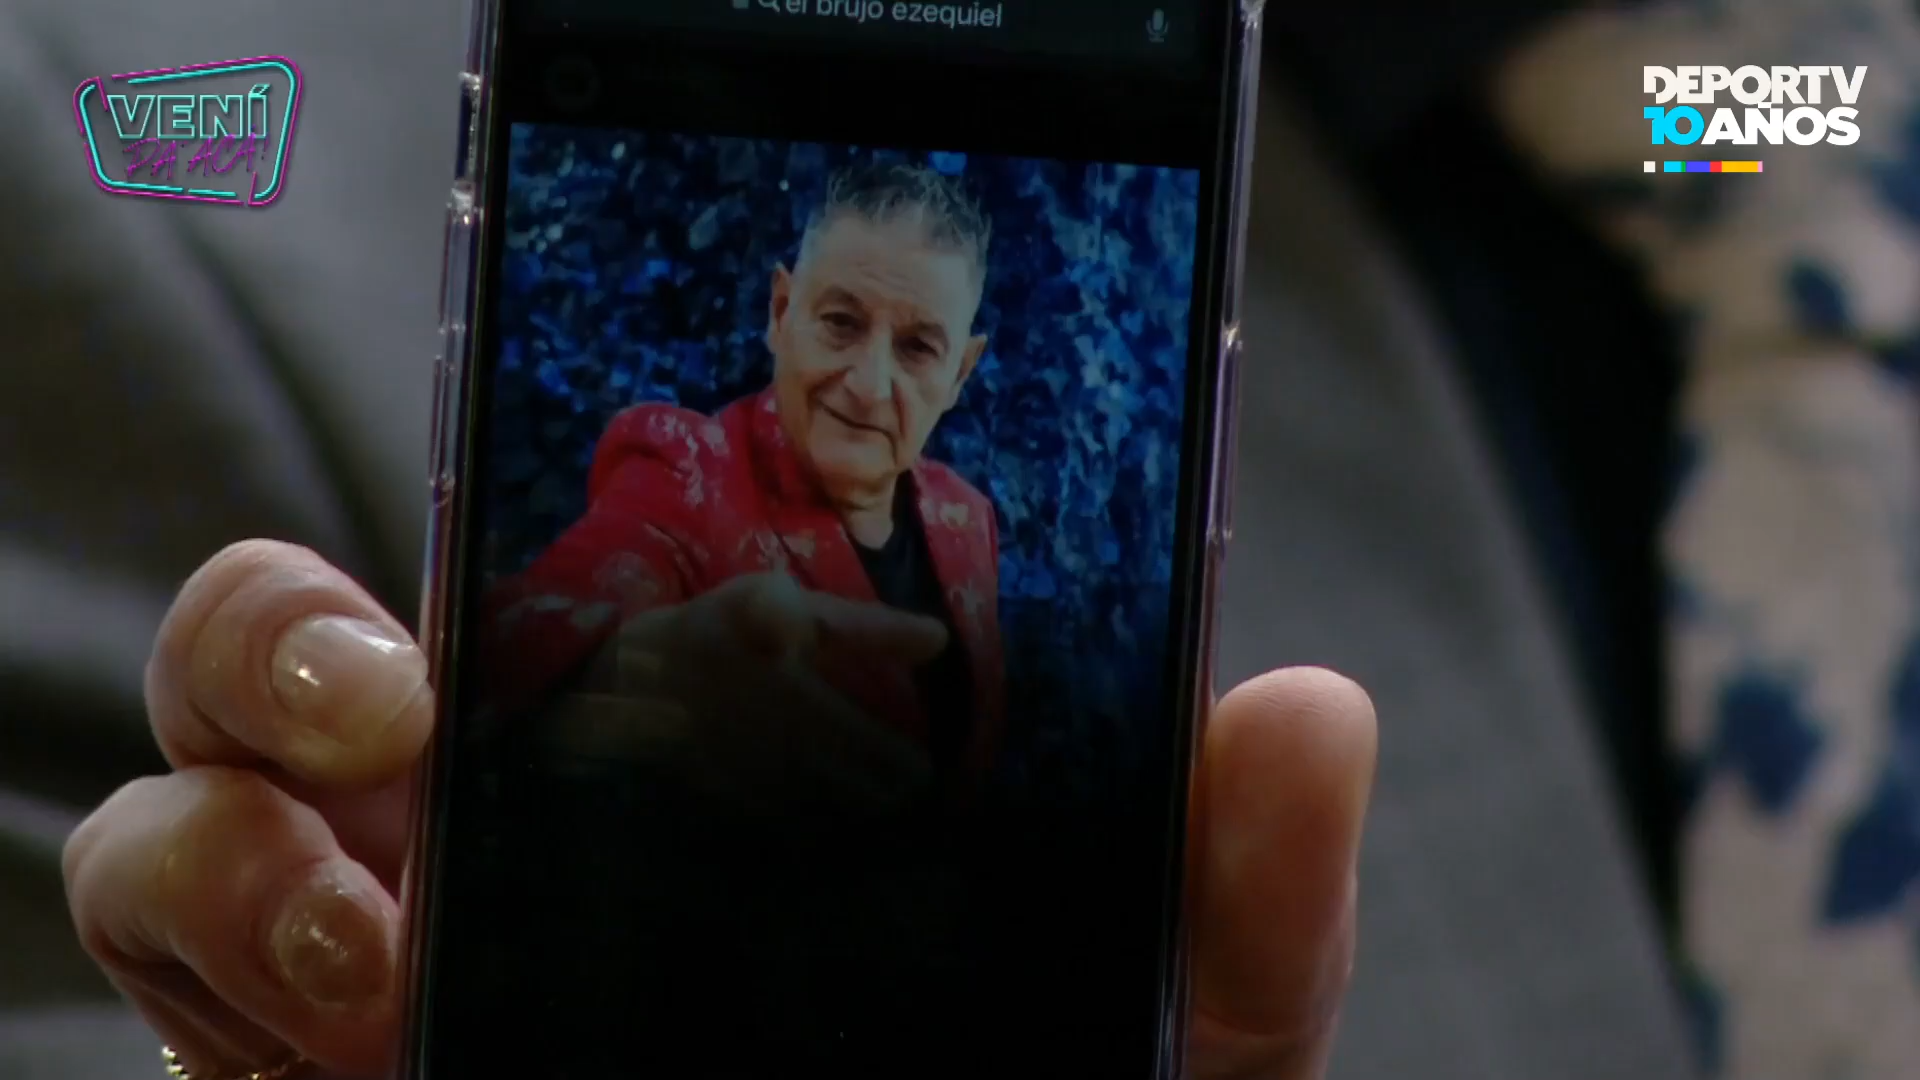 el brujo ezequiel
VENÍ
PA' ACÁ!
DEPORTV
10AÑOS